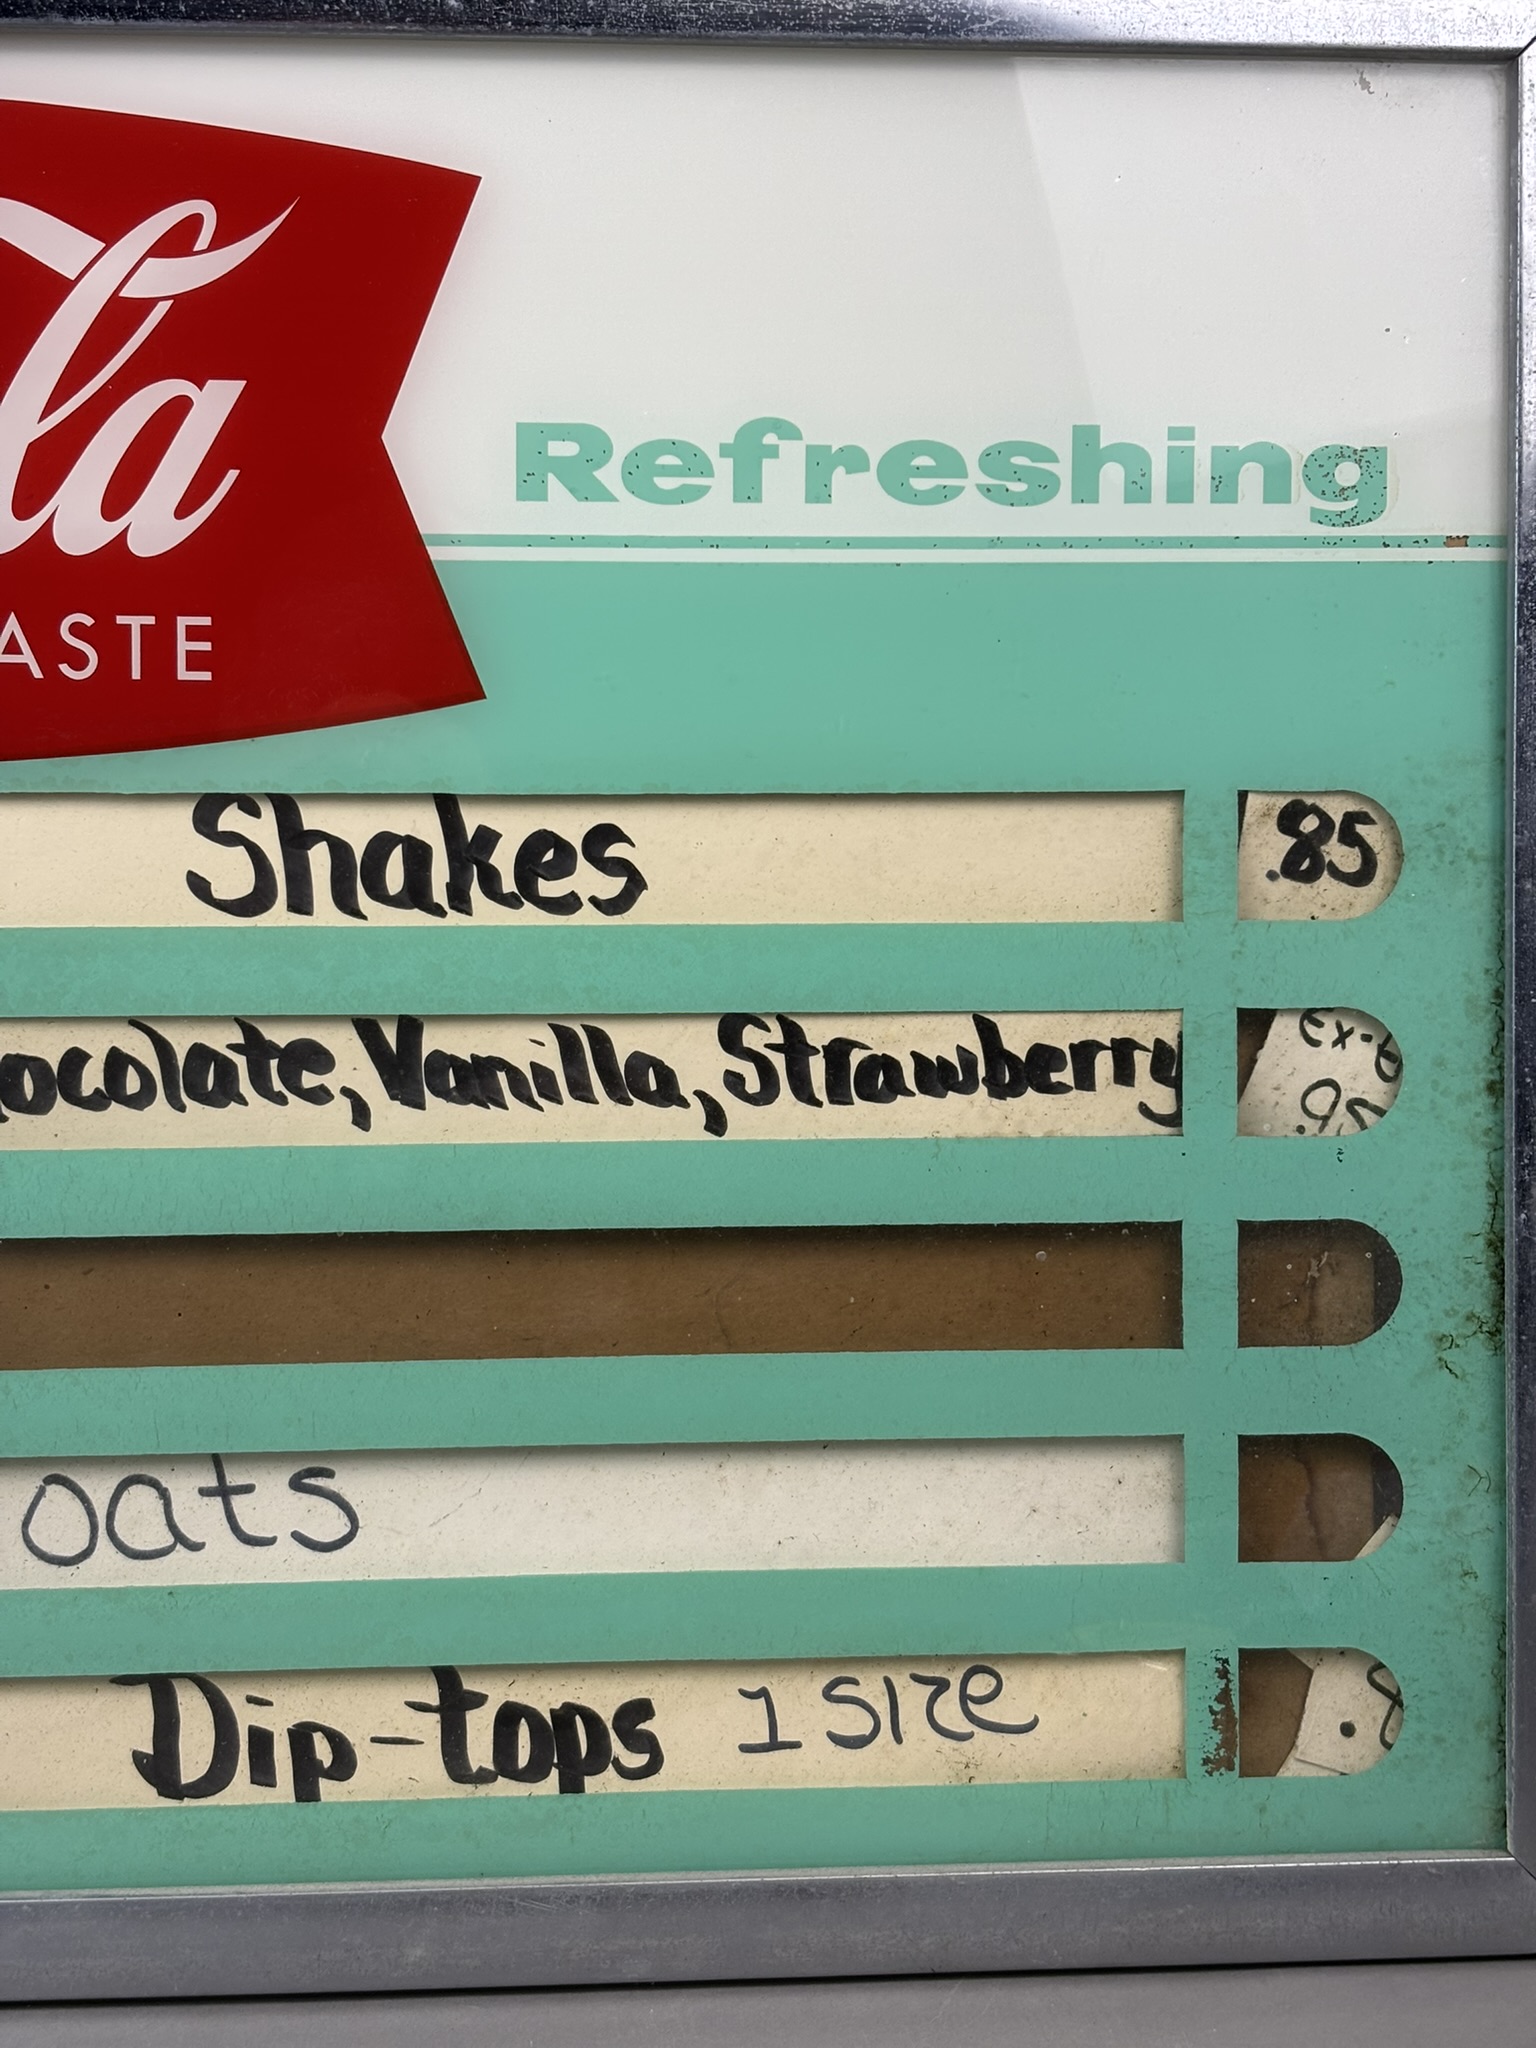 la
ASTE
Refreshing
Shakes .85
ocolate, Vanilla, Strawberry
oats
Dip-tops 1 size